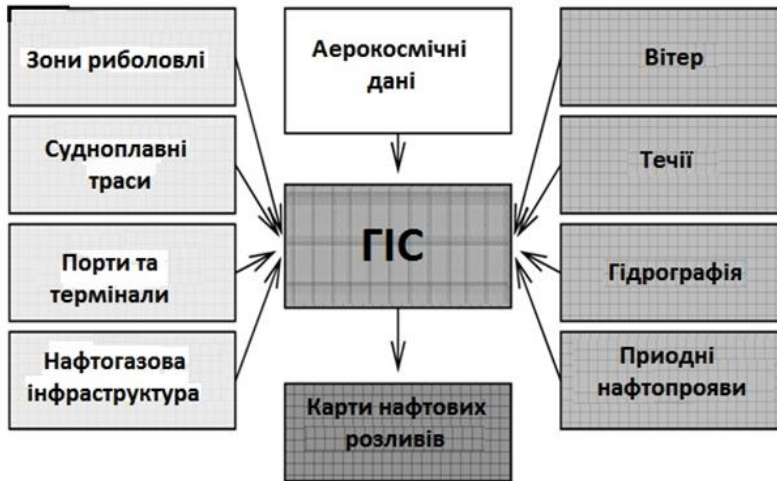 Зони риболовлі
Судноплавні
траси
Порти та
термінали
Нафтогазова
інфраструктура
Аерокосмічні
дані
ГІС
Карти нафтових
розливів
Вітер
Течії
Гідрографія
Приодні
нафтопрояви